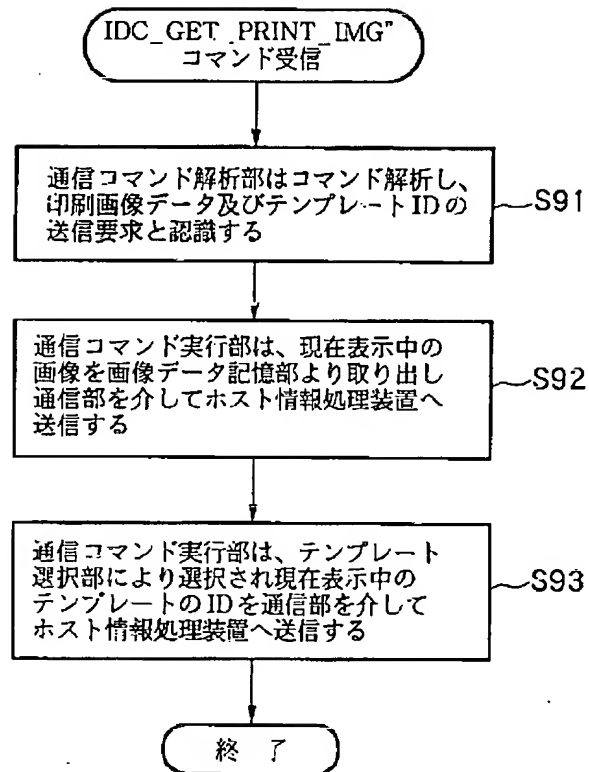 IDC_GET_PRINT_IMG"
コマンド受信
通信コマンド解析部はコマンド解析し、
印刷画像データ及びテンプレートIDの
送信要求と認識する
S91
通信コマンド実行部は、現在表示中の
画像を画像データ記憶部より取り出し
通信部を介してホスト情報処理装置へ
送信する
S92
通信コマンド実行部は、テンプレート
選択部により選択され現在表示中の
テンプレートのIDを通信部を介して
ホスト情報処理装置へ送信する
S93
終 了